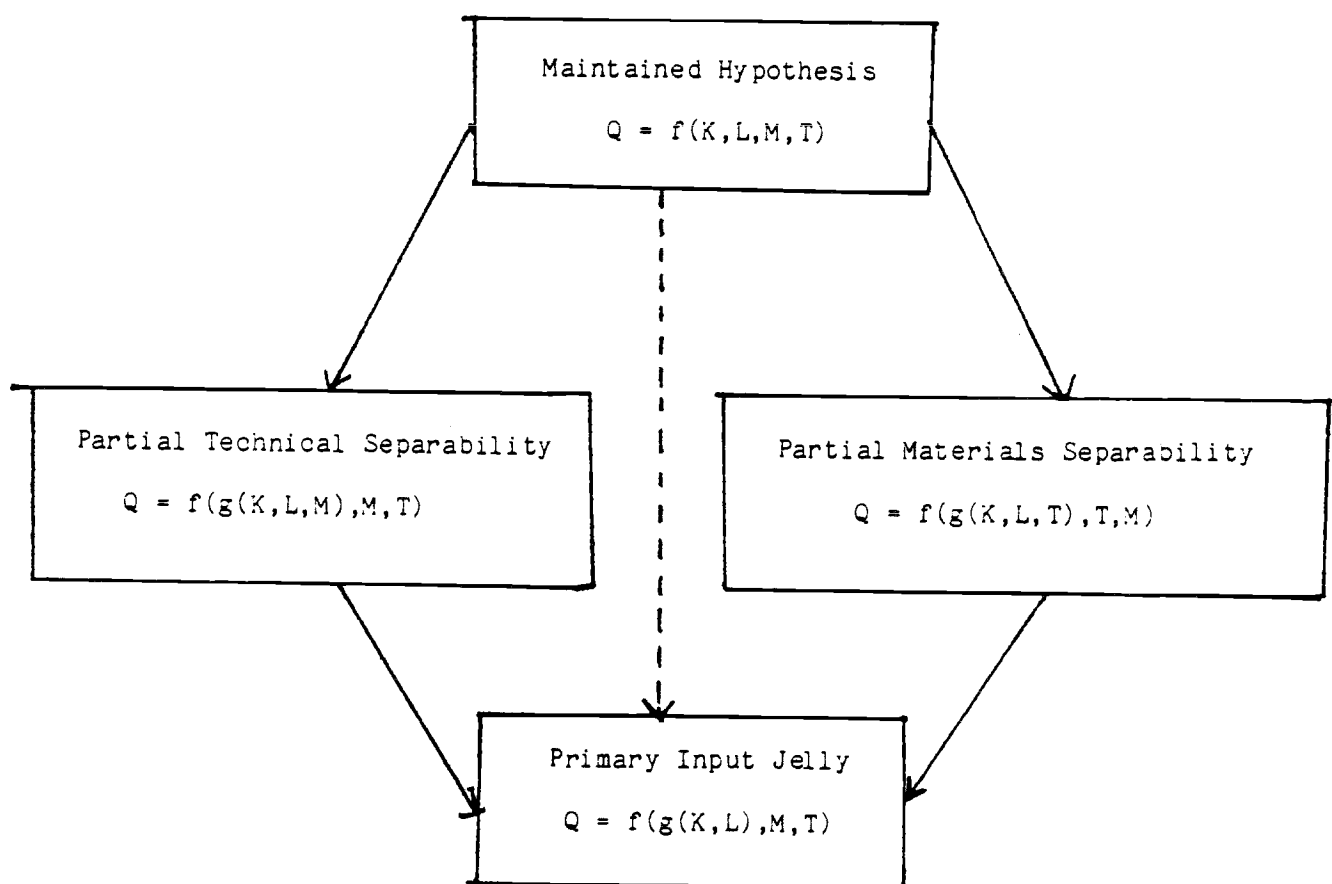 Maintained Hypothesis
Q = f(K,L,M,T)
Partial Technical Separability
Q = f(g(K,L,M),M,T)
Partial Materials Separability
Q = f(g(K,L,T),T,M)
Primary Input Jelly
Q = f(g(K,L),M,T)